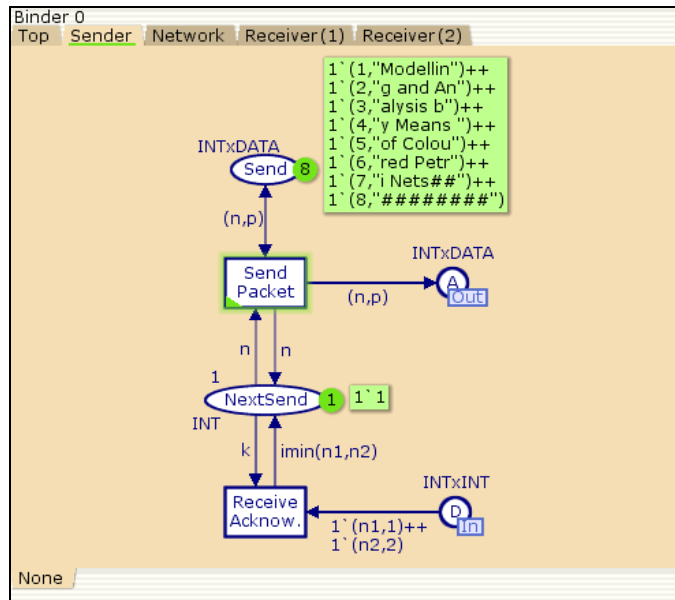 Binder 0
Top Sender Network Receiver(1) Receiver(2)
1`(1,"Modellin")++
1`(2,"g and An")++
1`(3,"alysis b")++
1`(4,"y Means ")++
1`(5,"of Colou")++
1`(6,"red Petr")++
1`(7,"i Nets##")++
1`(8,"########")
INTxDATA
Send 8
(n,p)
INTxDATA
Send
Packet
A
Out
(n,p)
n n
1
NextSend 1 1`1
INT
k imin(n1,n2)
INTxINT
Receive
Acknow.
D
In
1`(n1,1)++
1`(n2,2)
None